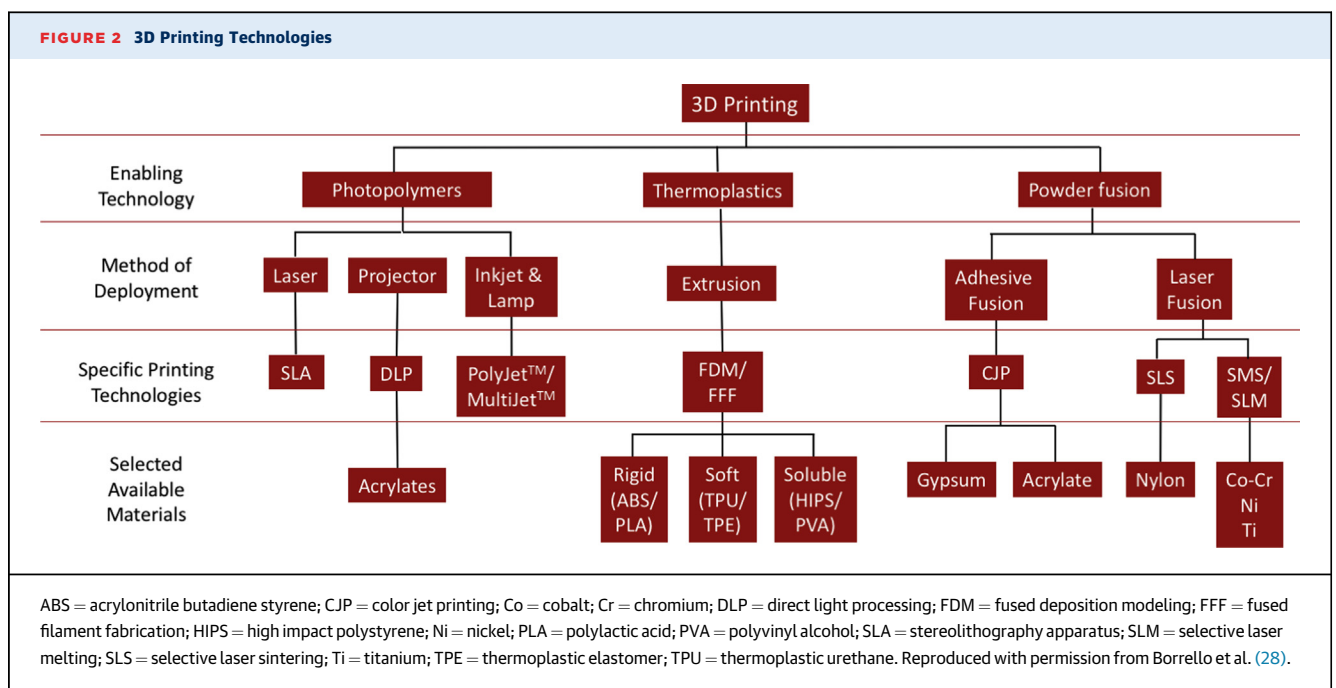 FIGURE 2 3D Printing Technologies
3D Printing
Enabling
Technology
Photopolymers
Thermoplastics
Powder fusion
Method of
Deployment
Laser
Projector
Inkjet &
Lamp
Extrusion
Adhesive
Fusion
Laser
Fusion
Specific Printing
Technologies
SLA
DLP
PolyJet™/
MultiJet™
FDM/
FFF
CJP
SLS
SMS/
SLM
Selected
Available
Materials
Acrylates
Rigid
(ABS/
PLA)
Soft
(TPU/
TPE)
Soluble
(HIPS/
PVA)
Gypsum
Acrylate
Nylon
Co-Cr
Ni
Ti
ABS = acrylonitrile butadiene styrene; CJP = color jet printing; Co = cobalt; Cr = chromium; DLP = direct light processing; FDM = fused deposition modeling; FFF = fused
filament fabrication; HIPS = high impact polystyrene; Ni = nickel; PLA = polylactic acid; PVA = polyvinyl alcohol; SLA = stereolithography apparatus; SLM = selective laser
melting; SLS = selective laser sintering; Ti = titanium; TPE = thermoplastic elastomer; TPU = thermoplastic urethane. Reproduced with permission from Borrello et al. (28).